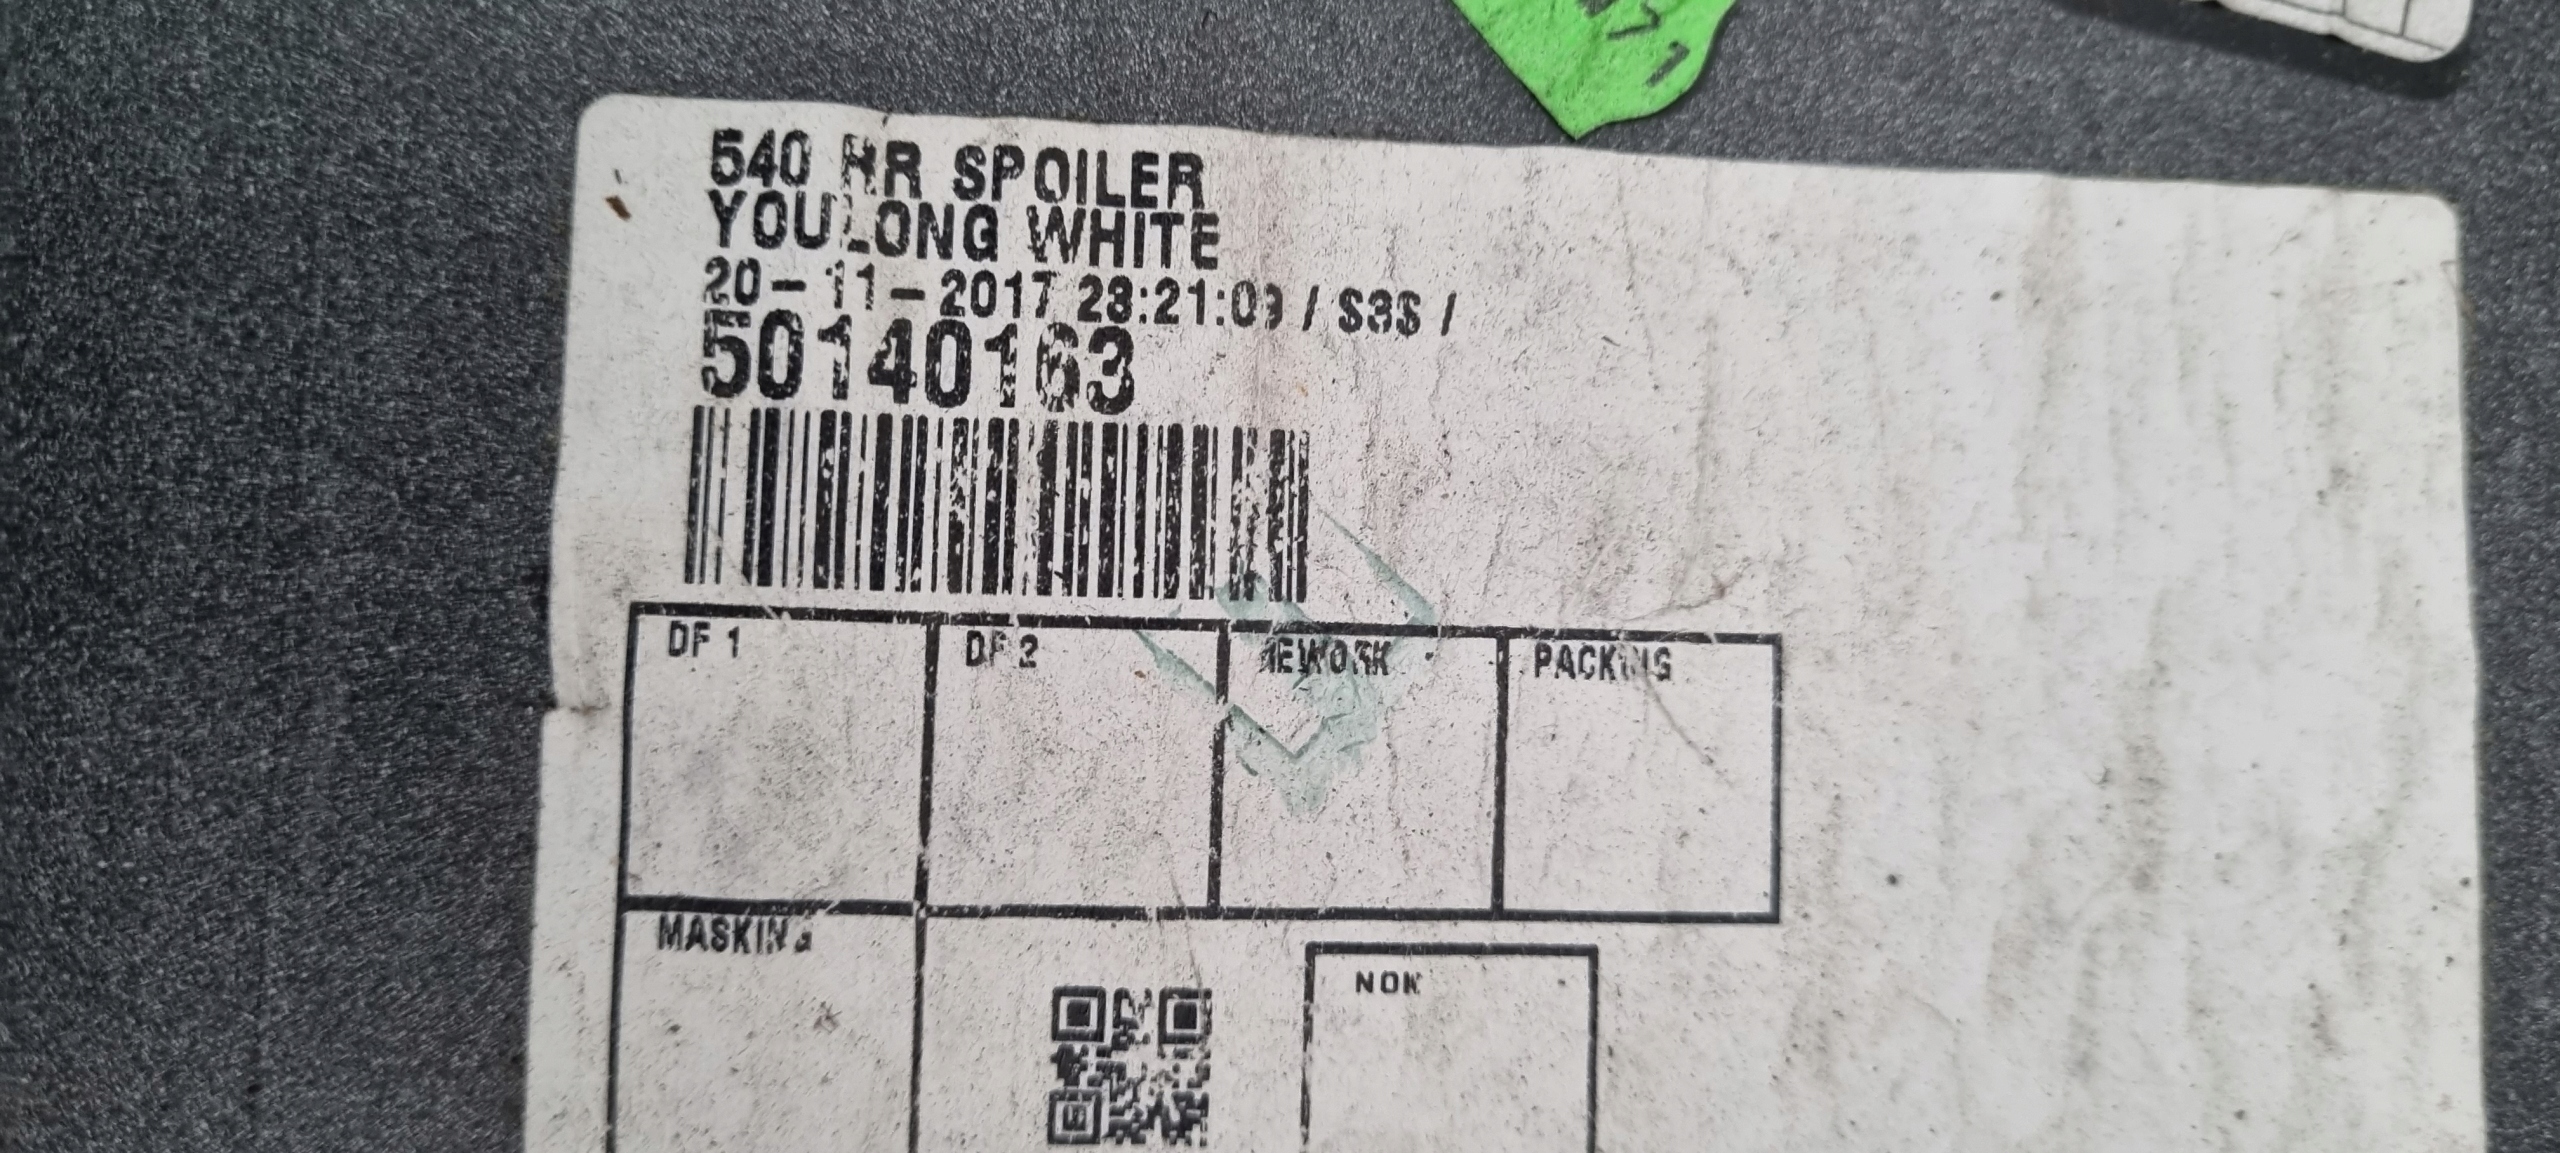 540 HR SPOILER
YOULONG WHITE
20-11-2017 23:21:09 / S3S /
50140163
DF 1
DF 2
REWORK
PACKING
MASKING
NOK